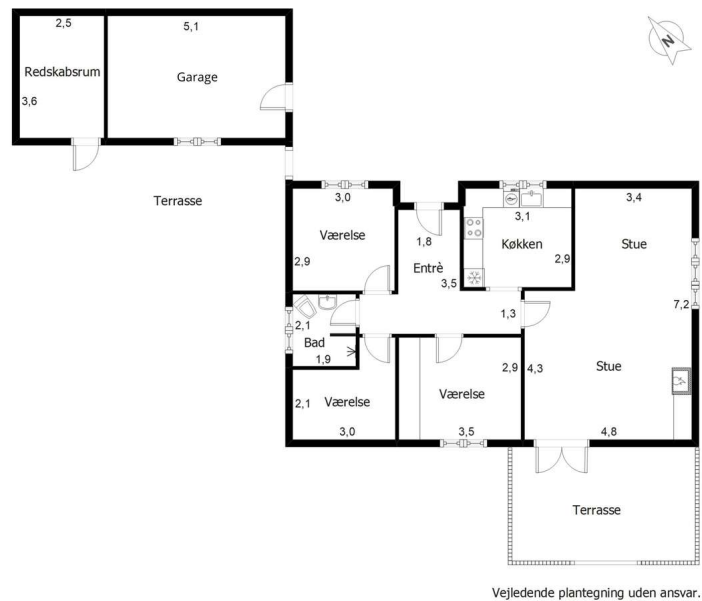 2,5
5,1
N
Redskabsrum
Garage
3,6
Terrasse
3,0
3,1
3,4
Værelse
1,8
Køkken
Stue
2,9
Entrè
2,9
3,5
7,2
2,1
1,3
Bad
1,9
2,9
4,3
Stue
Værelse
2,1
Værelse
3,0
3,5
4,8
Terrasse
Vejledende plantegning uden ansvar.